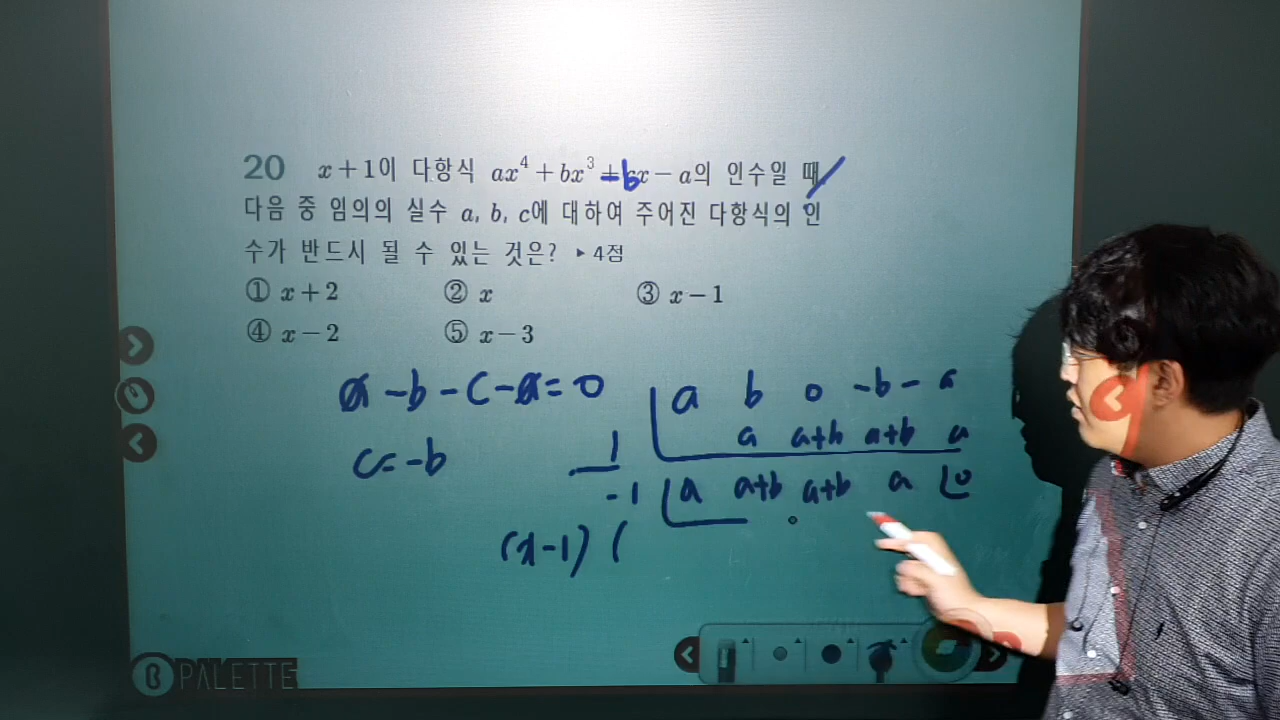 20 x+1이 다항식 ax⁴+bx³-bx-a의 인수일 때,
다음 중 임의의 실수 a, b, c에 대하여 주어진 다항식의 인
수가 반드시 될 수 있는 것은? ▶ 4점
① x+2 ② x ③ x-1
④ x-2 ⑤ x-3
a-b-c-a=0
c=-b
a b 0 -b -a
1 a a+b a+b a
-1 a a+b a+b a 0
(x-1)(
B PALETTE